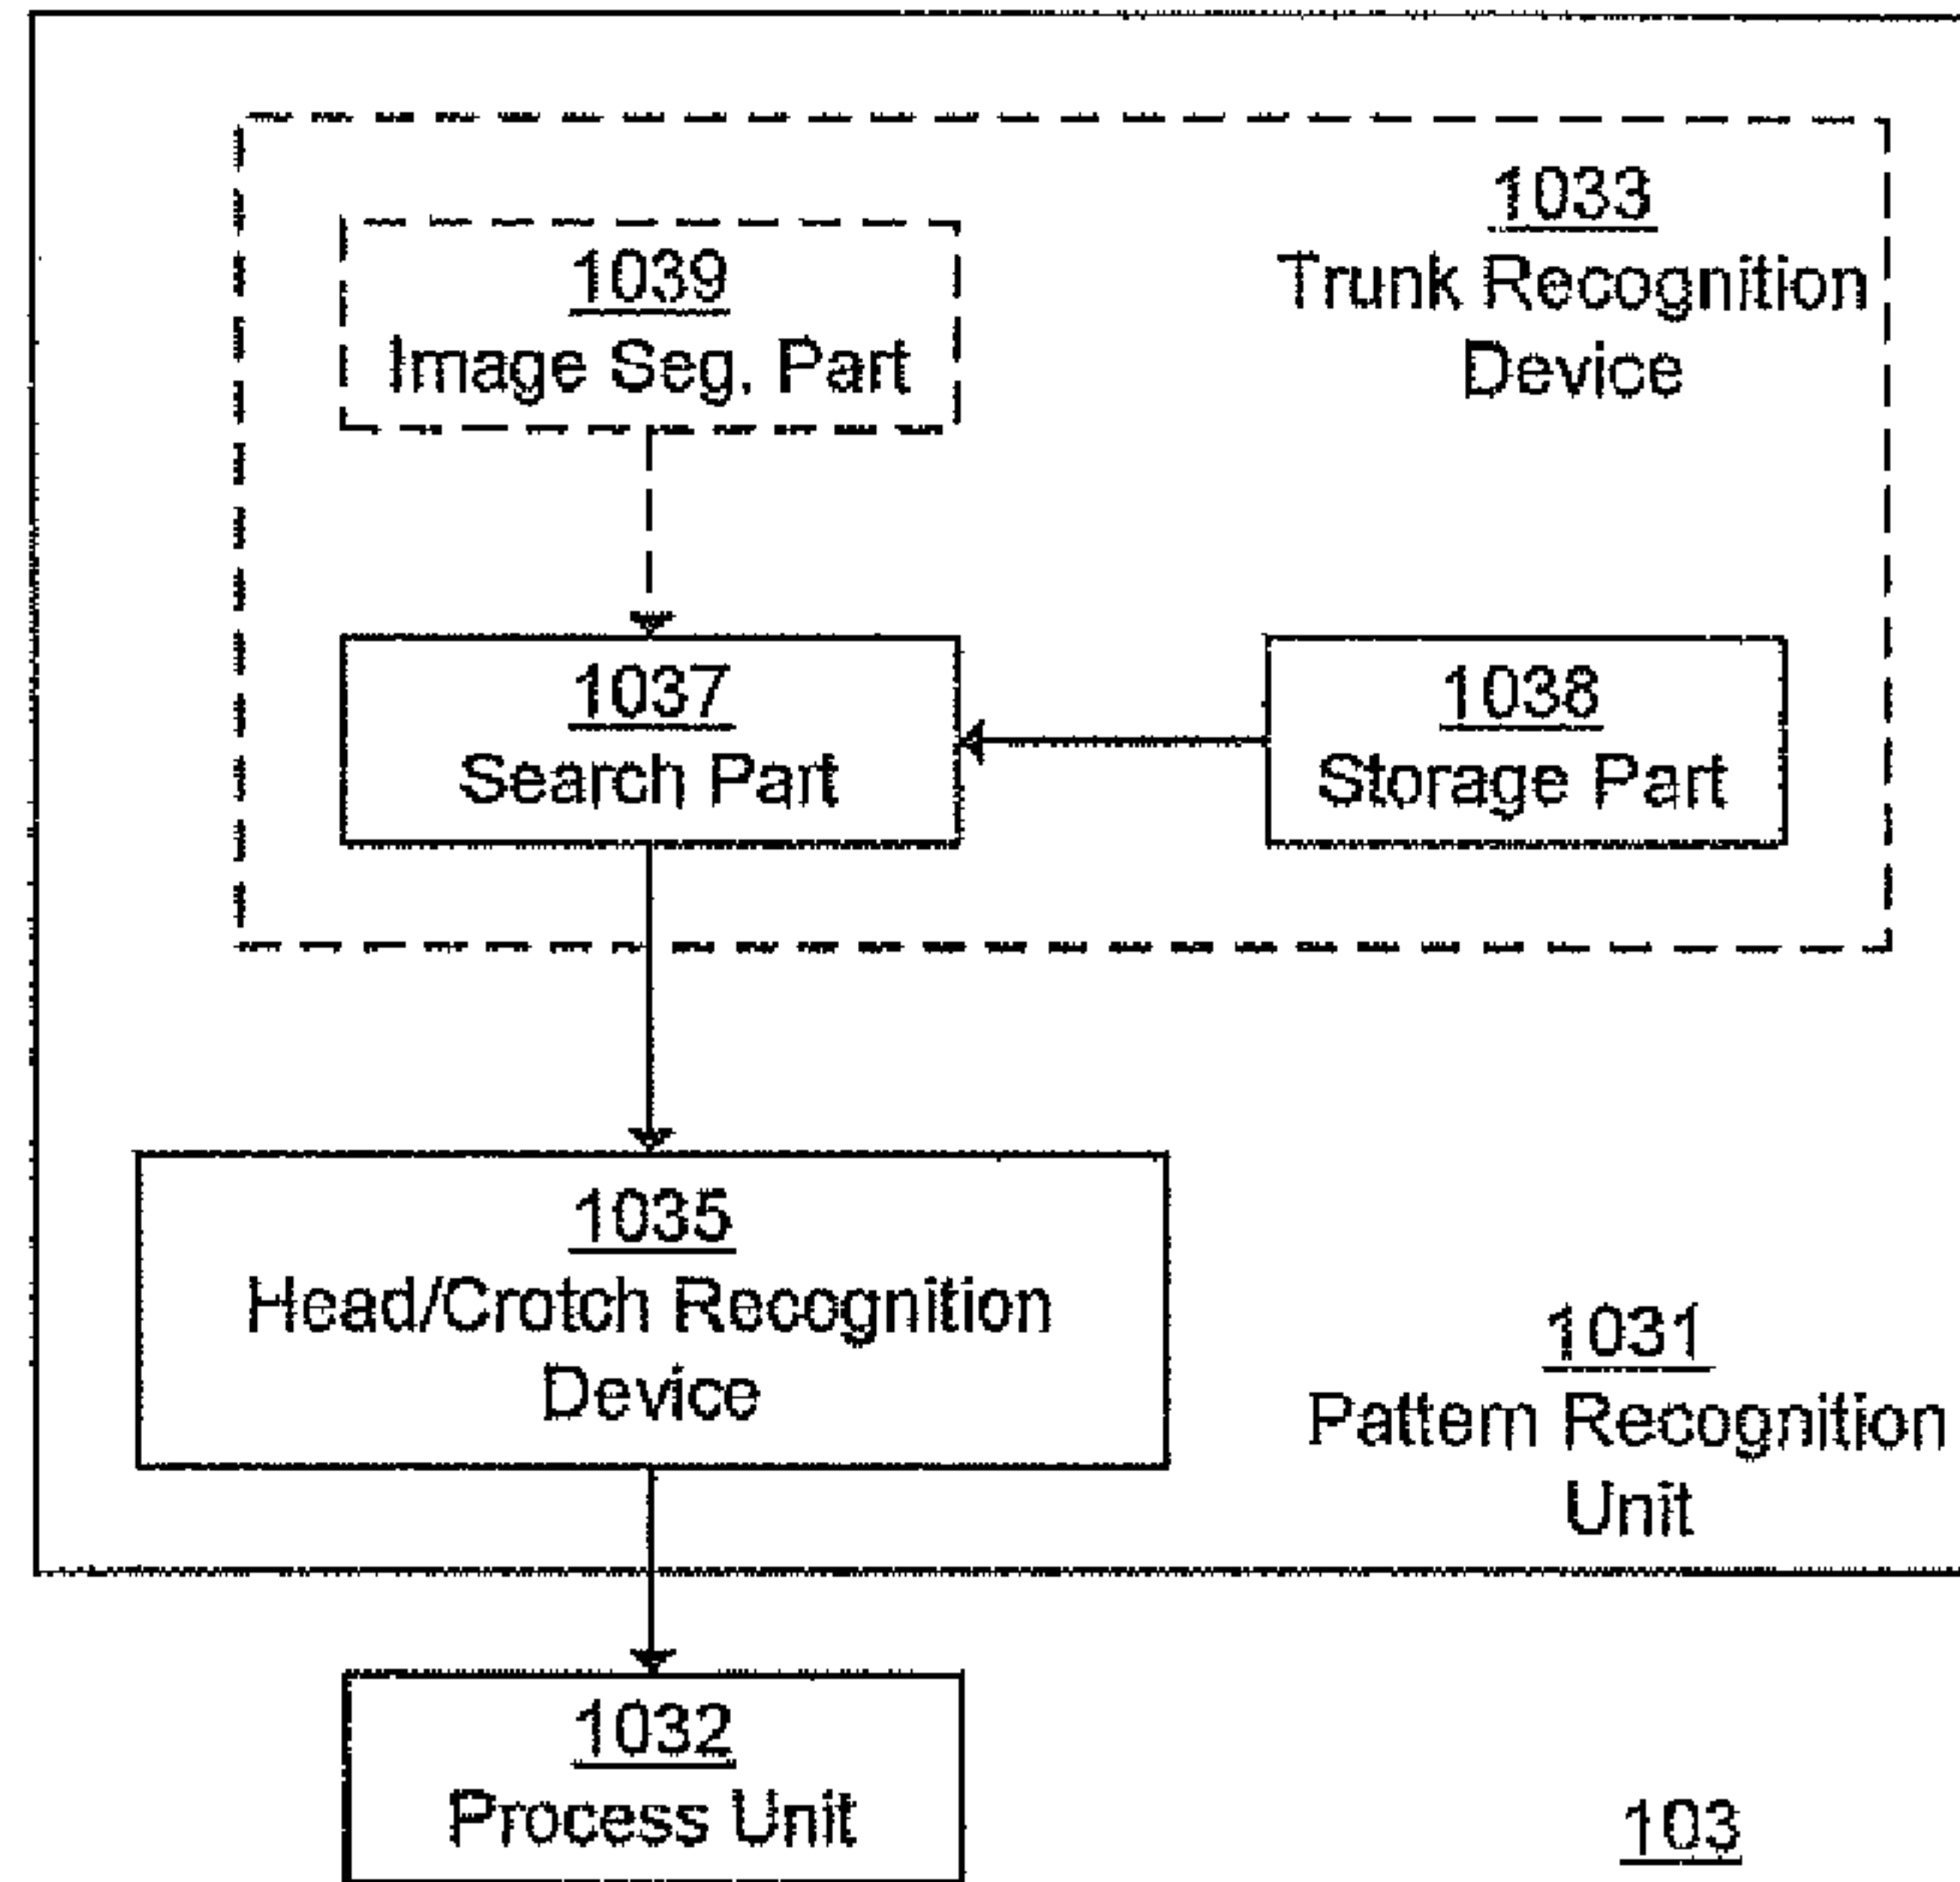 1033
Trunk Recognition
Device
1039
Image Seg. Part
1037
Search Part
1038
Storage Part
1035
Head/Crotch Recognition
Device
1031
Pattern Recognition
Unit
1032
Process Unit
103